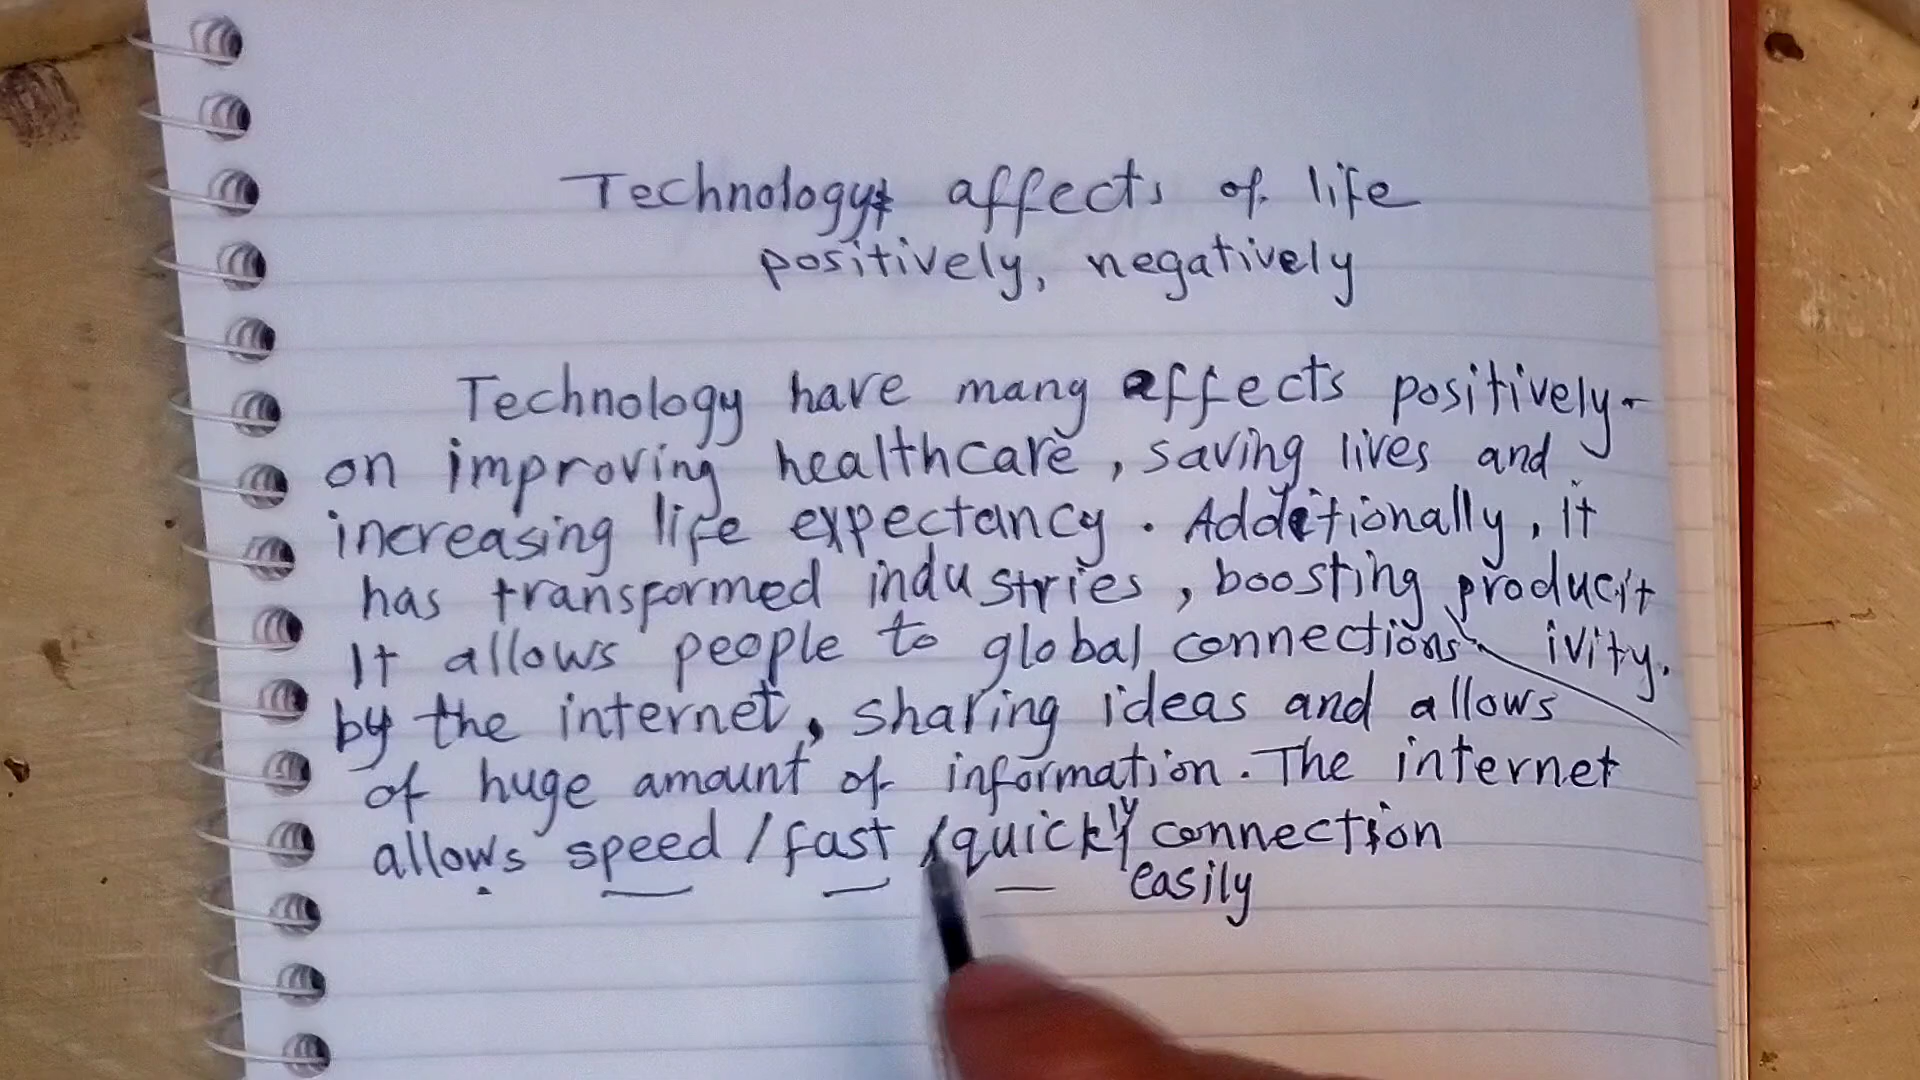 Technology affects of life
positively, negatively
Technology have many affects positively
on improving healthcare, saving lives and
increasing life expectancy. Additionally, it
has transformed industries, boosting producit
ivity.
It allows people to global connections
by the internet, sharing ideas and allows
of huge amount of information. The internet
allows speed / fast / quickly connection
easily